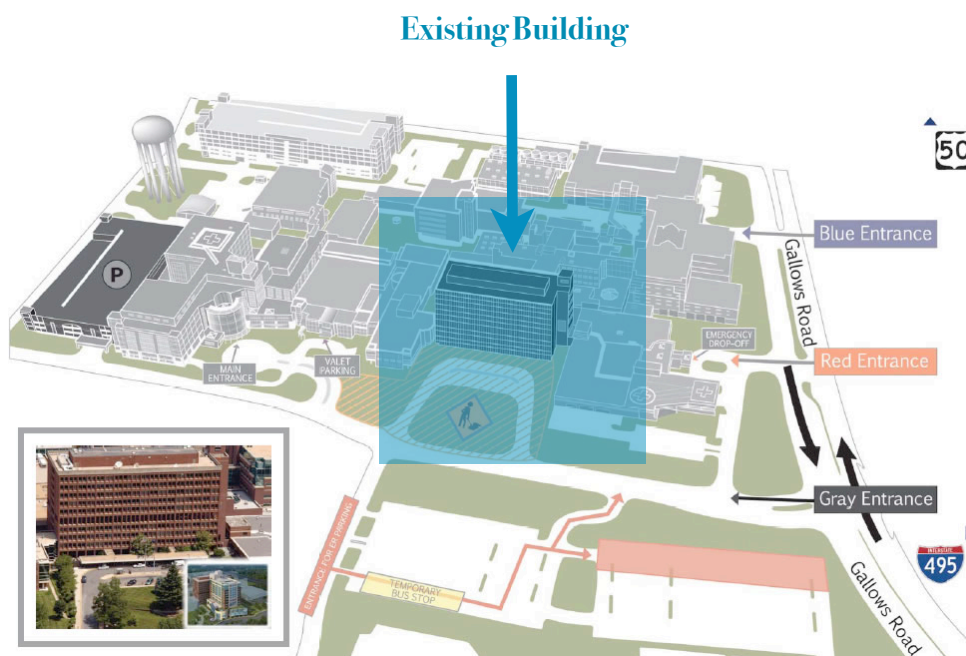 Existing Building
50
Blue Entrance
Gallows Road
P
EMERGENCY
DROP-OFF
MAIN
ENTRANCE
VALET
PARKING
Red Entrance
Gray Entrance
ENTRANCE FOR ER PARKING
TEMPORARY
BUS STOP
INTERSTATE
495
Gallows Road